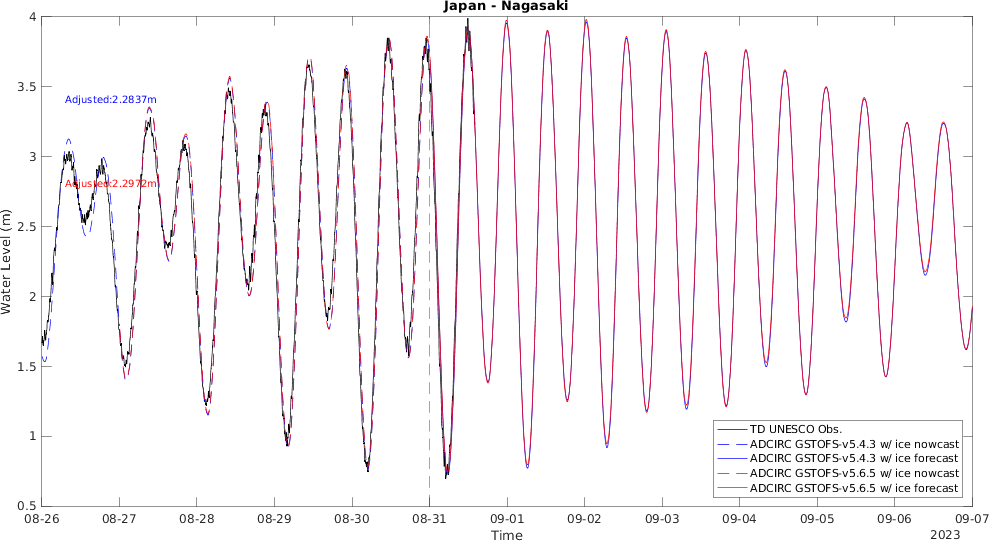 Japan - Nagasaki
4
3.5
3
2.5
2
1.5
1
0.5
Water Level (m)
Adjusted:2.2837m
Adjusted:2.2972m
TD UNESCO Obs.
ADCIRC GSTOFS-v5.4.3 w/ ice nowcast
ADCIRC GSTOFS-v5.4.3 w/ ice forecast
ADCIRC GSTOFS-v5.6.5 w/ ice nowcast
ADCIRC GSTOFS-v5.6.5 w/ ice forecast
08-26 08-27 08-28 08-29 08-30 08-31 09-01 09-02 09-03 09-04 09-05 09-06 09-07
Time
2023